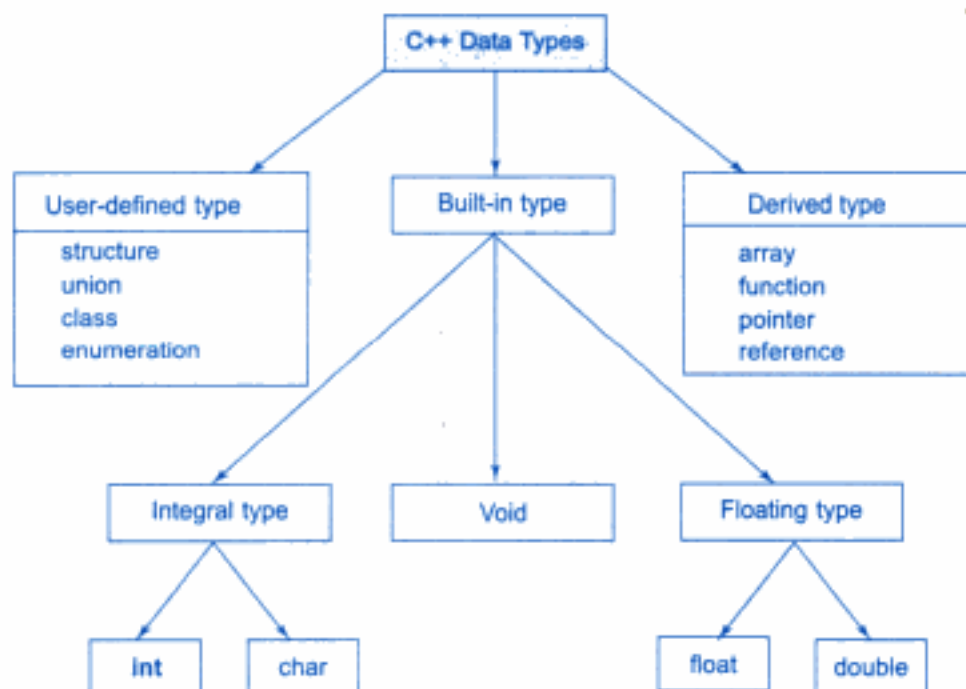 C++ Data Types
User-defined type
structure
union
class
enumeration
Built-in type
Derived type
array
function
pointer
reference
Integral type
Void
Floating type
int
char
float
double